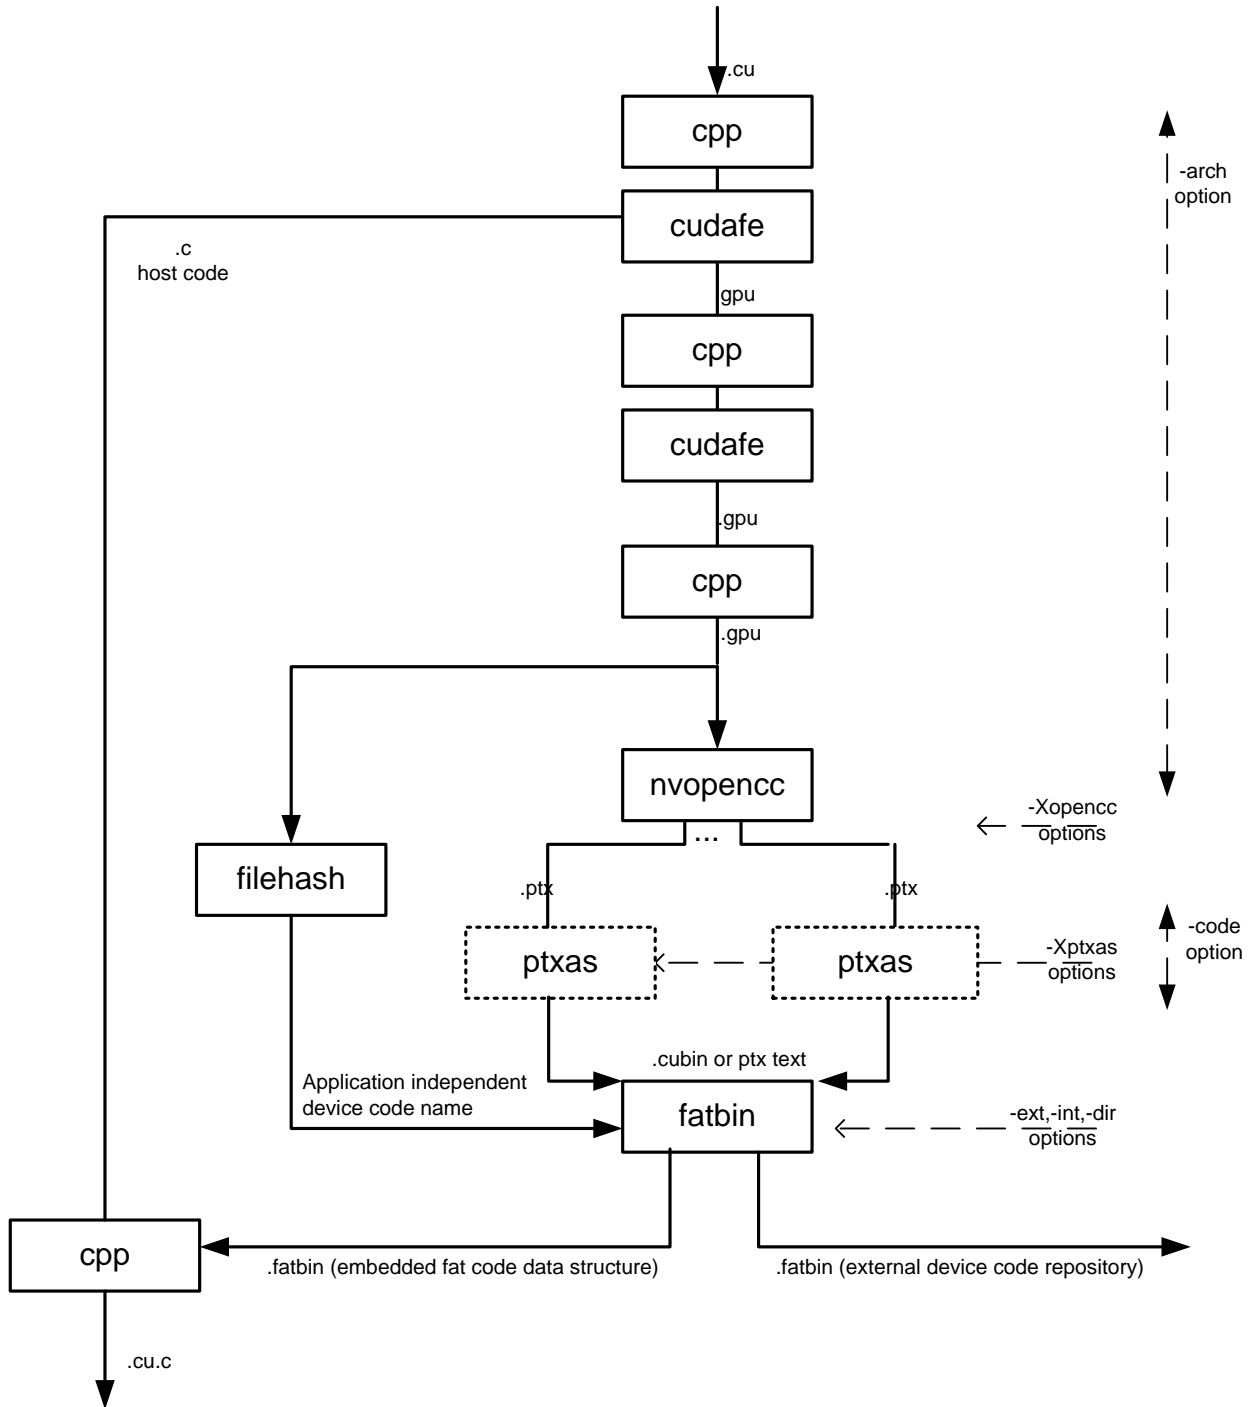 .cu
cpp
-arch
option
cudafe
.c
host code
.gpu
cpp
cudafe
.gpu
cpp
.gpu
nvopencc
...
-Xopencc
options
filehash
.ptx
.ptx
ptxas
ptxas
-Xptxas
options
-code
option
.cubin or ptx text
Application independent
device code name
fatbin
-ext,-int,-dir
options
cpp
.fatbin (embedded fat code data structure)
.fatbin (external device code repository)
.cu.c